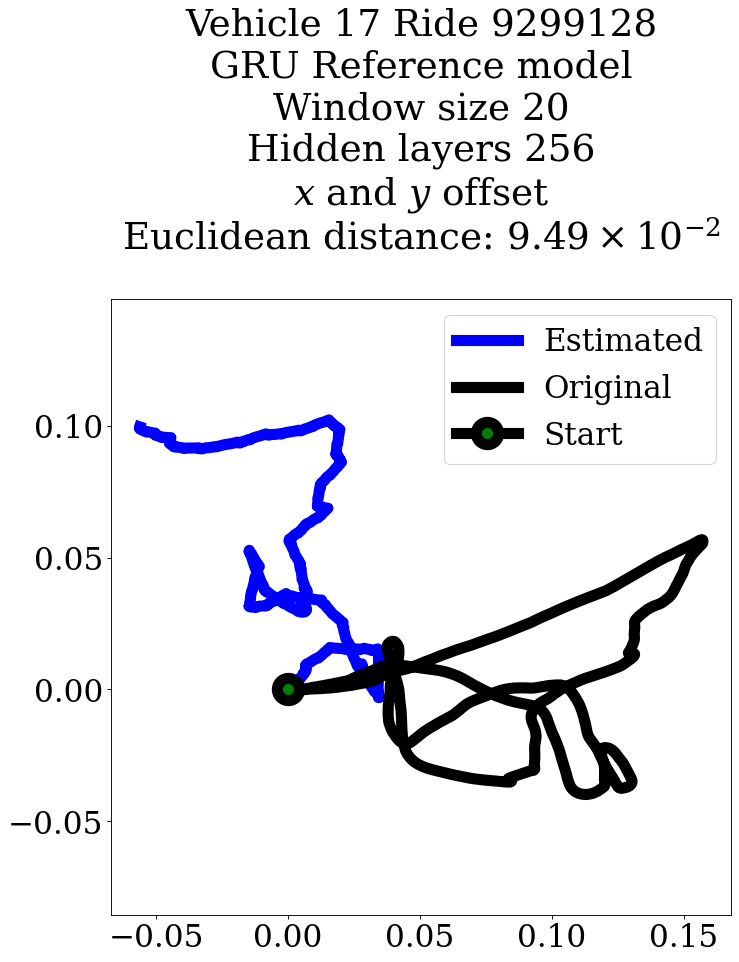 Vehicle 17 Ride 9299128
GRU Reference model
Window size 20
Hidden layers 256
x and y offset
Euclidean distance: 9.49 × 10⁻²
Estimated
Original
Start
0.10
0.05
0.00
−0.05
−0.05 0.00 0.05 0.10 0.15